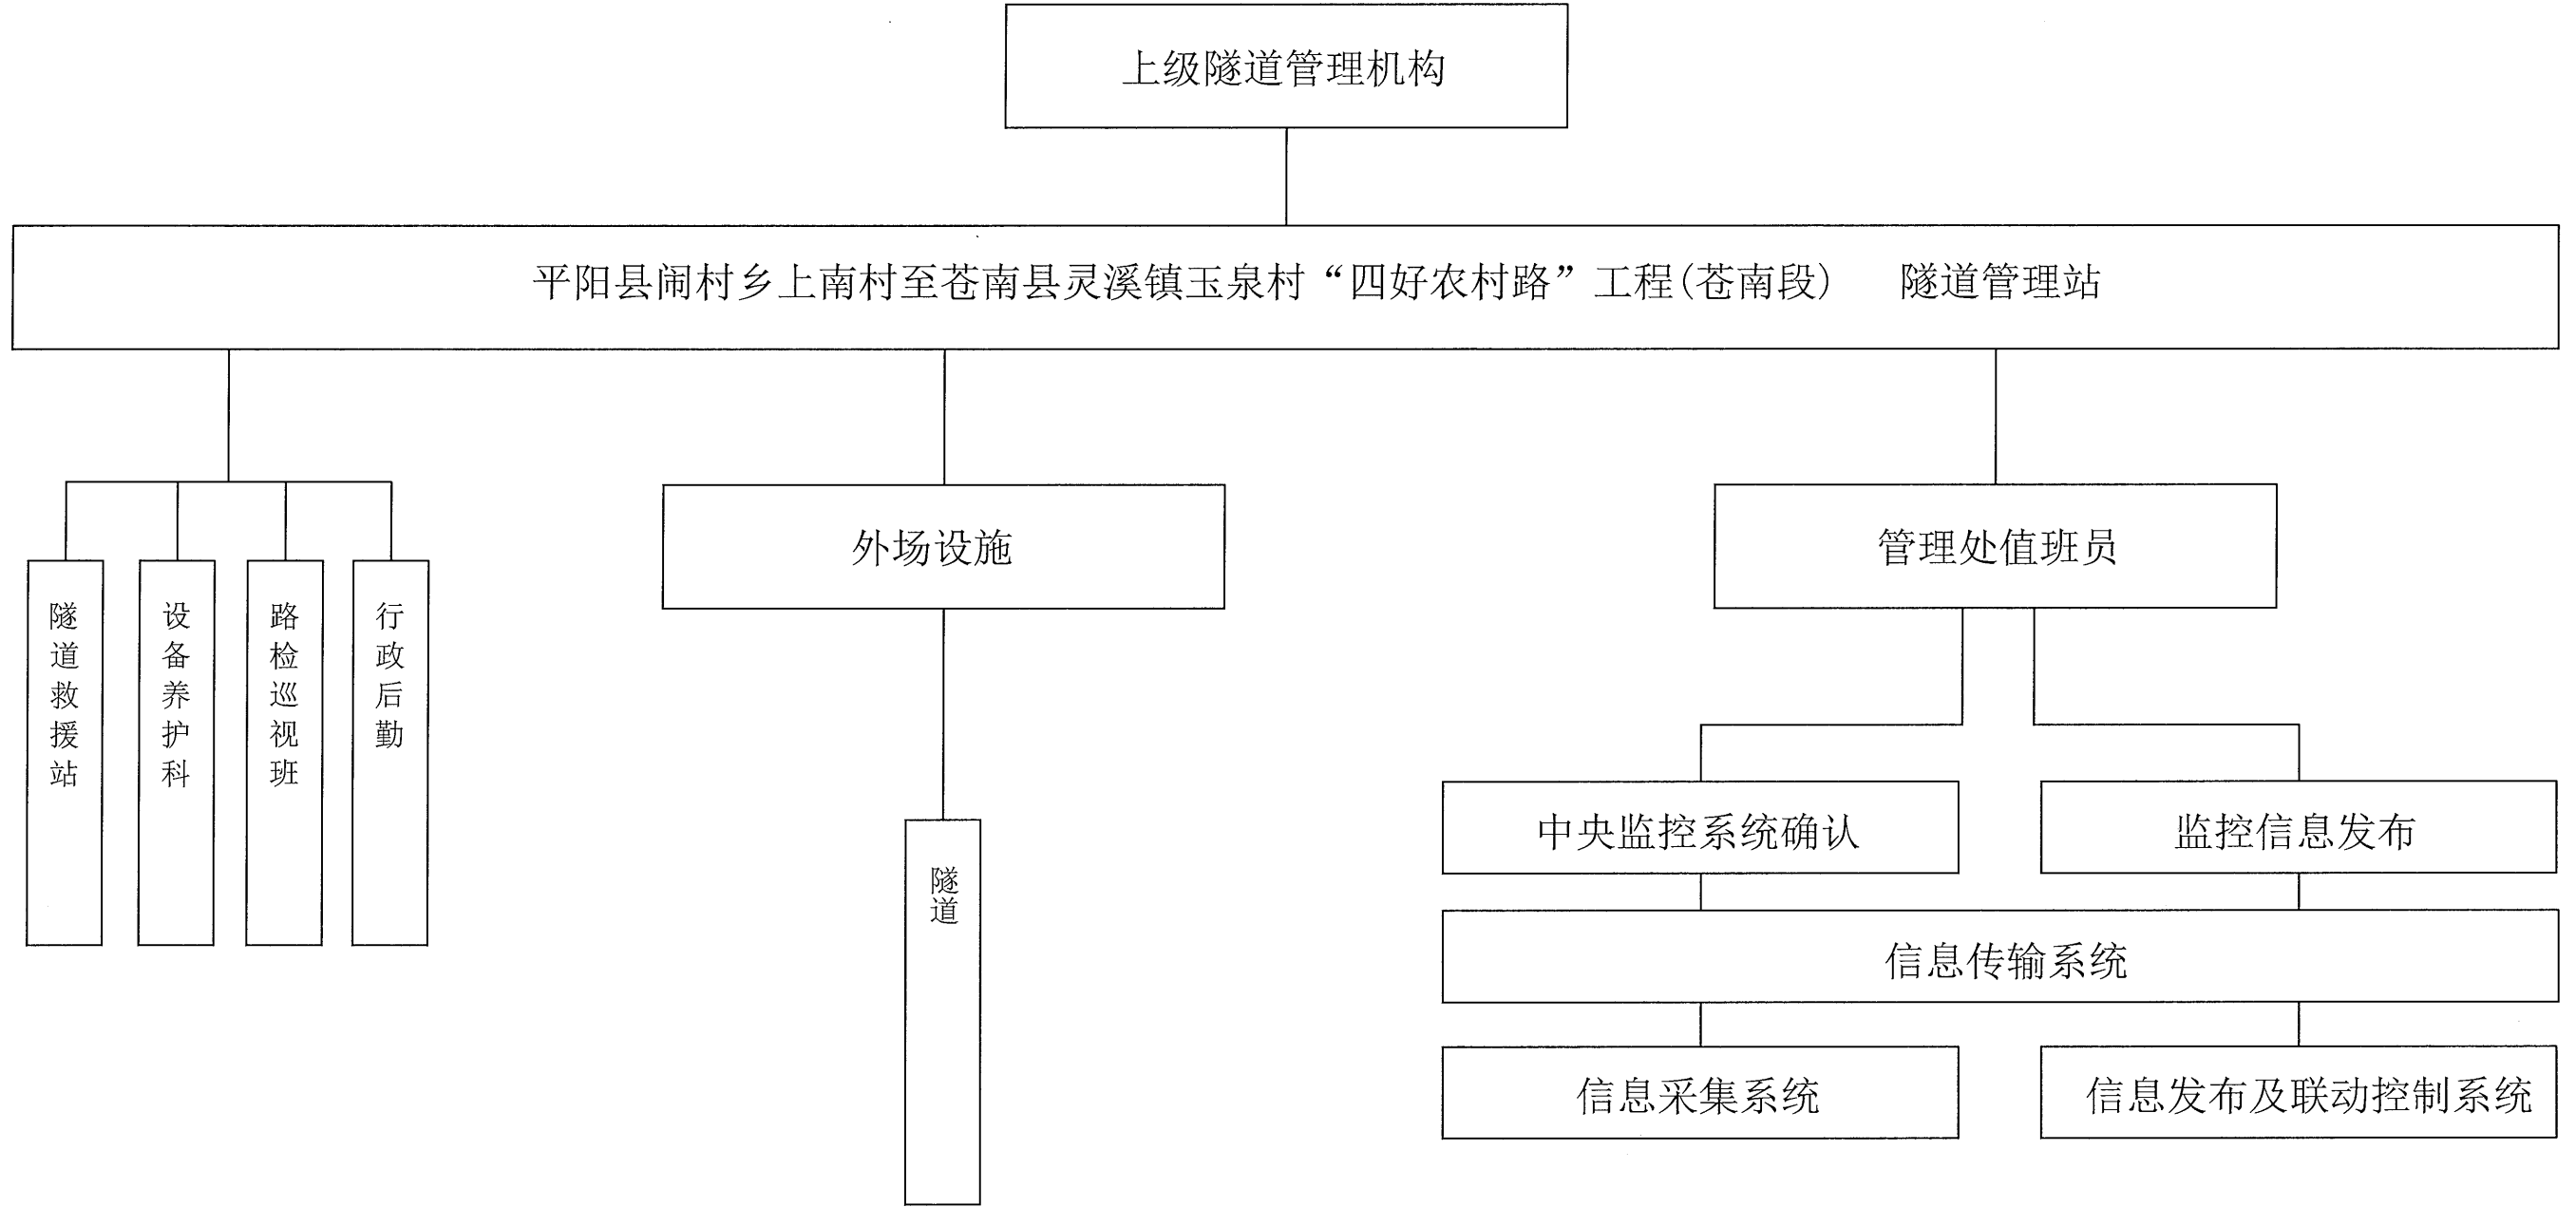 上级隧道管理机构
平阳县闹村乡上南村至苍南县灵溪镇玉泉村“四好农村路”工程(苍南段) 隧道管理站
外场设施
管理处值班员
隧道救援站
设备养护科
路检巡视班
行政后勤
隧道
中央监控系统确认
监控信息发布
信息传输系统
信息采集系统
信息发布及联动控制系统